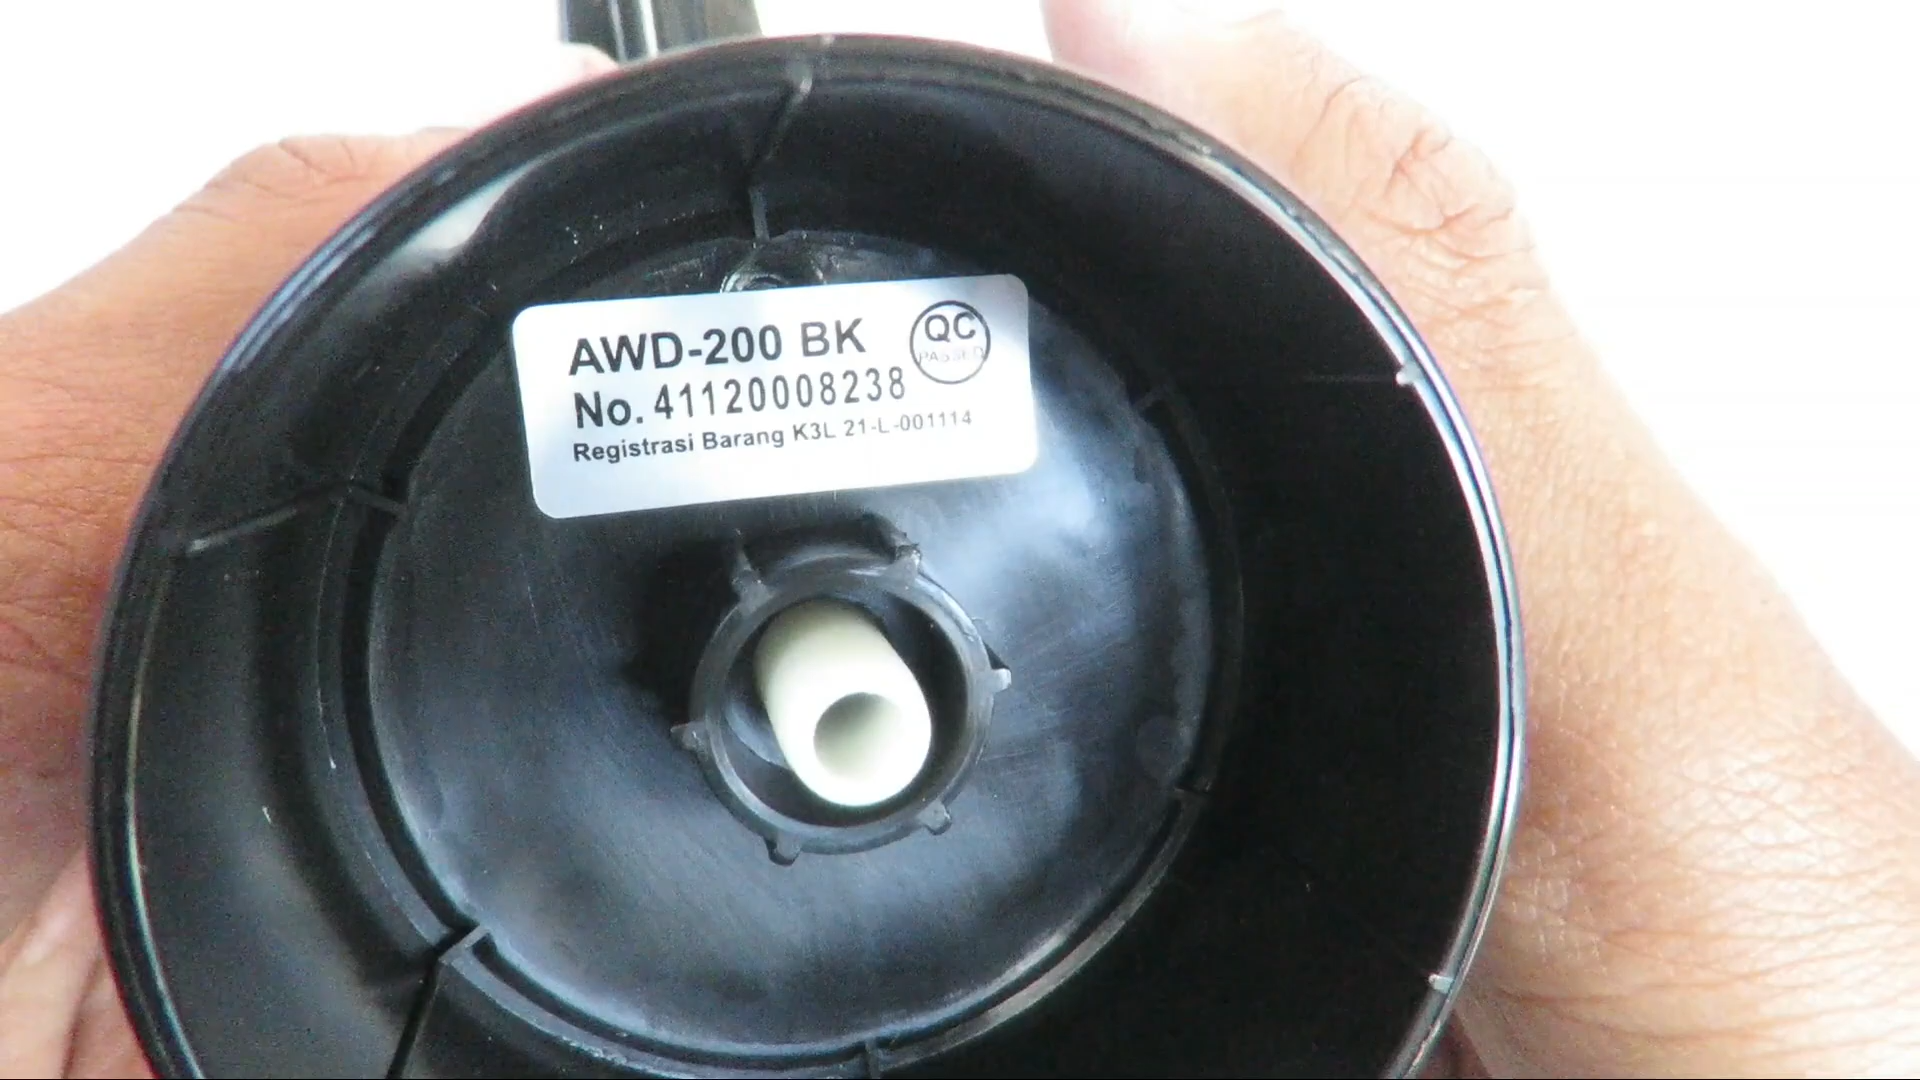 AWD-200 BK
QC
PASSED
No. 41120008238
Registrasi Barang K3L 21-L-001114